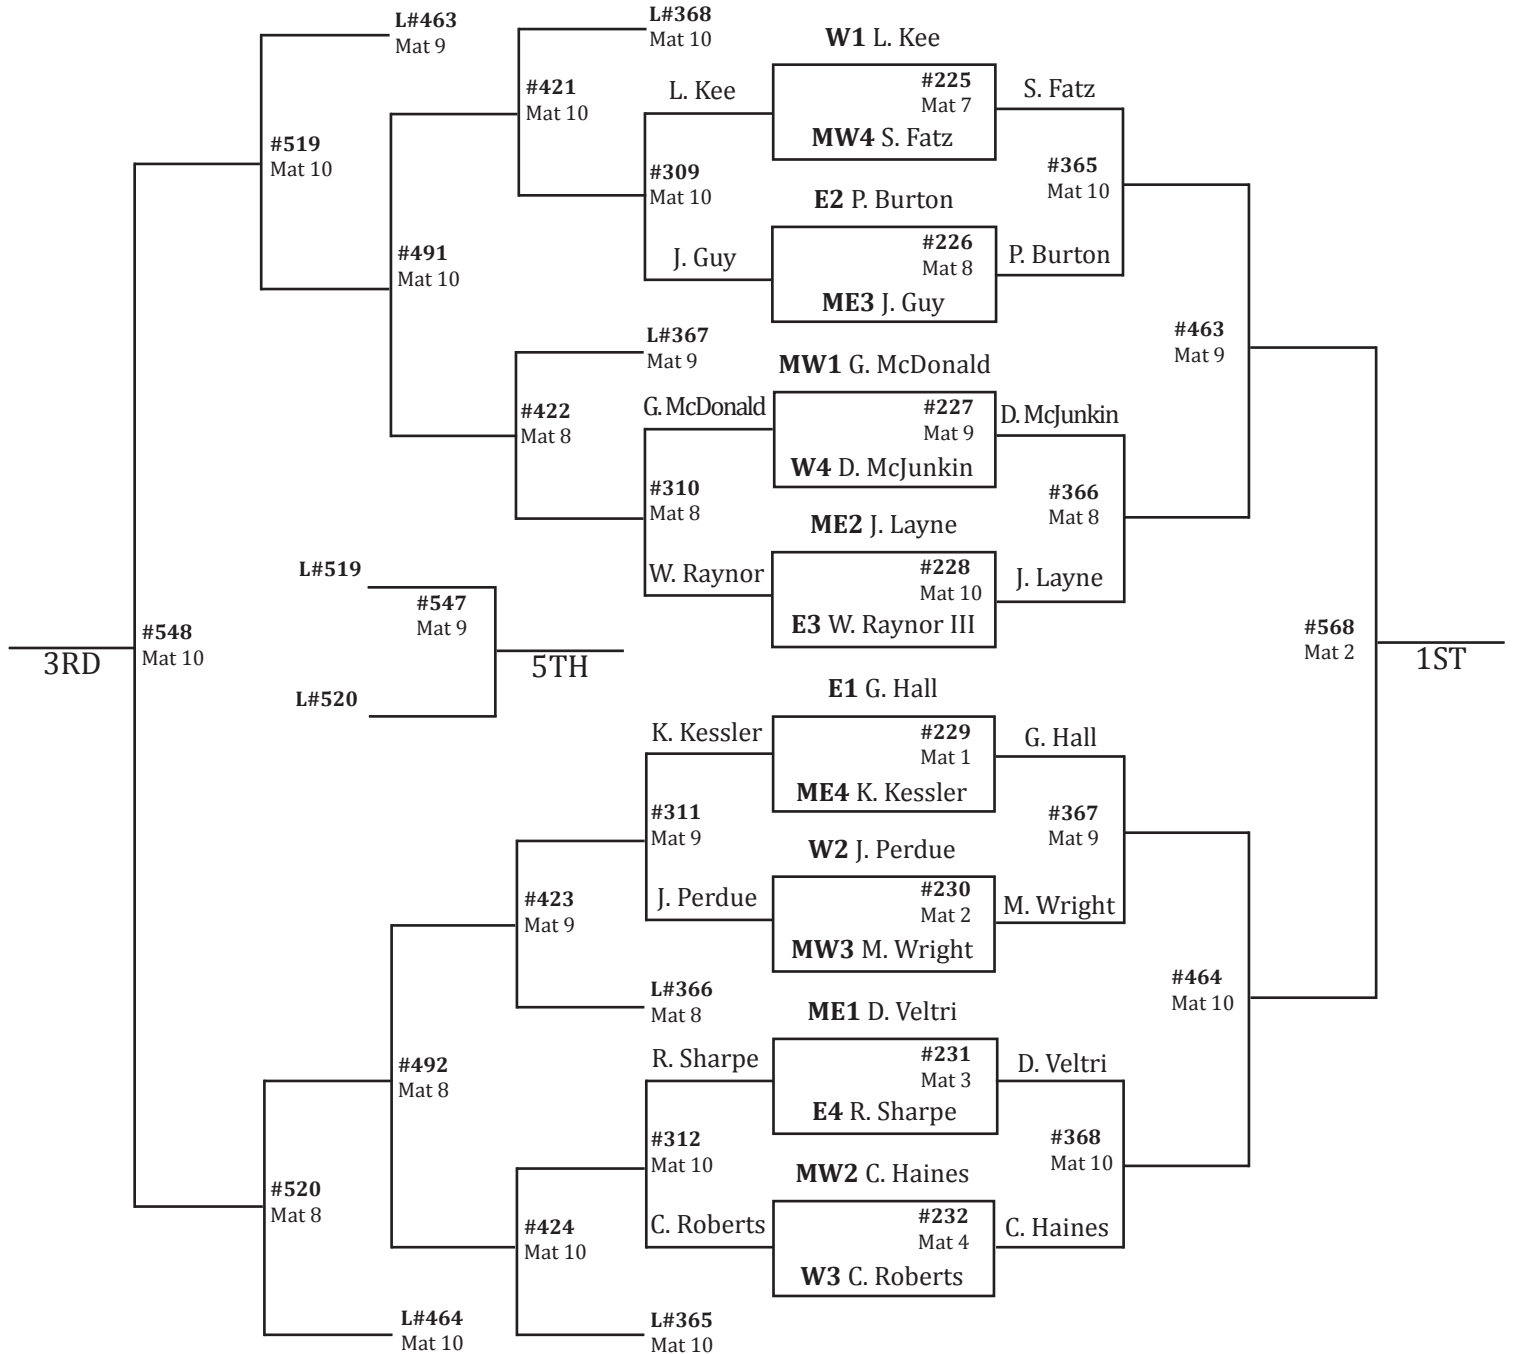 L#463
Mat 9
L#368
Mat 10
W1 L. Kee
#421
Mat 10
L. Kee
#225
Mat 7
S. Fatz
MW4 S. Fatz
#519
Mat 10
#309
Mat 10
#365
Mat 10
E2 P. Burton
#491
Mat 10
J. Guy
#226
Mat 8
P. Burton
ME3 J. Guy
L#367
Mat 9
#463
Mat 9
MW1 G. McDonald
#422
Mat 8
G. McDonald
#227
Mat 9
D. McJunkin
W4 D. McJunkin
#310
Mat 8
#366
Mat 8
ME2 J. Layne
L#519
W. Raynor
#228
Mat 10
J. Layne
#547
Mat 9
E3 W. Raynor III
3RD
#548
Mat 10
5TH
#568
Mat 2
1ST
L#520
E1 G. Hall
K. Kessler
#229
Mat 1
G. Hall
ME4 K. Kessler
#311
Mat 9
#367
Mat 9
W2 J. Perdue
#423
Mat 9
J. Perdue
#230
Mat 2
M. Wright
MW3 M. Wright
L#366
Mat 8
#464
Mat 10
ME1 D. Veltri
#492
Mat 8
R. Sharpe
#231
Mat 3
D. Veltri
E4 R. Sharpe
#312
Mat 10
#368
Mat 10
MW2 C. Haines
#520
Mat 8
#424
Mat 10
C. Roberts
#232
Mat 4
C. Haines
W3 C. Roberts
L#464
Mat 10
L#365
Mat 10